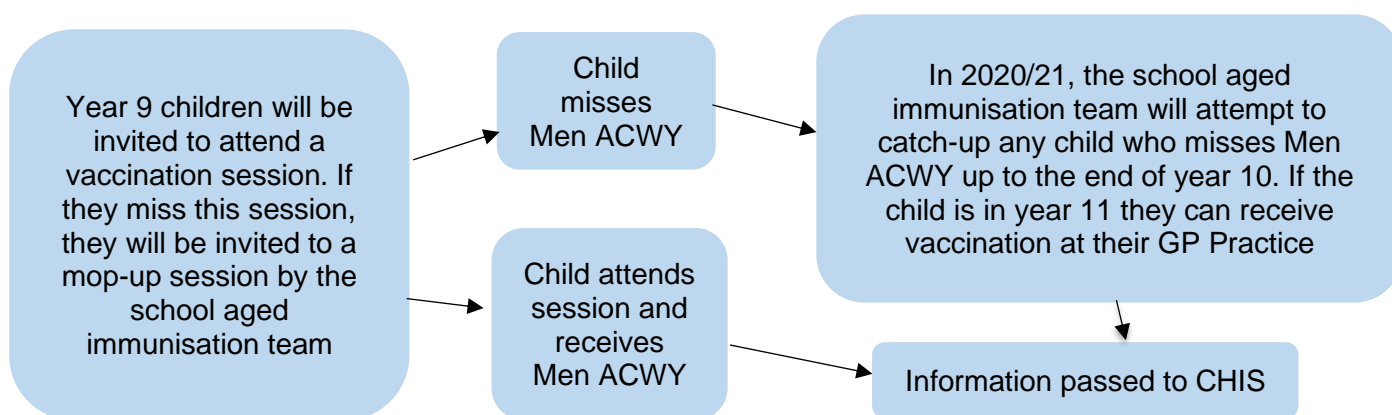 Year 9 children will be
invited to attend a
vaccination session. If
they miss this session,
they will be invited to a
mop-up session by the
school aged
immunisation team
Child
misses
Men ACWY
In 2020/21, the school aged
immunisation team will attempt to
catch-up any child who misses Men
ACWY up to the end of year 10. If the
child is in year 11 they can receive
vaccination at their GP Practice
Child attends
session and
receives
Men ACWY
Information passed to CHIS